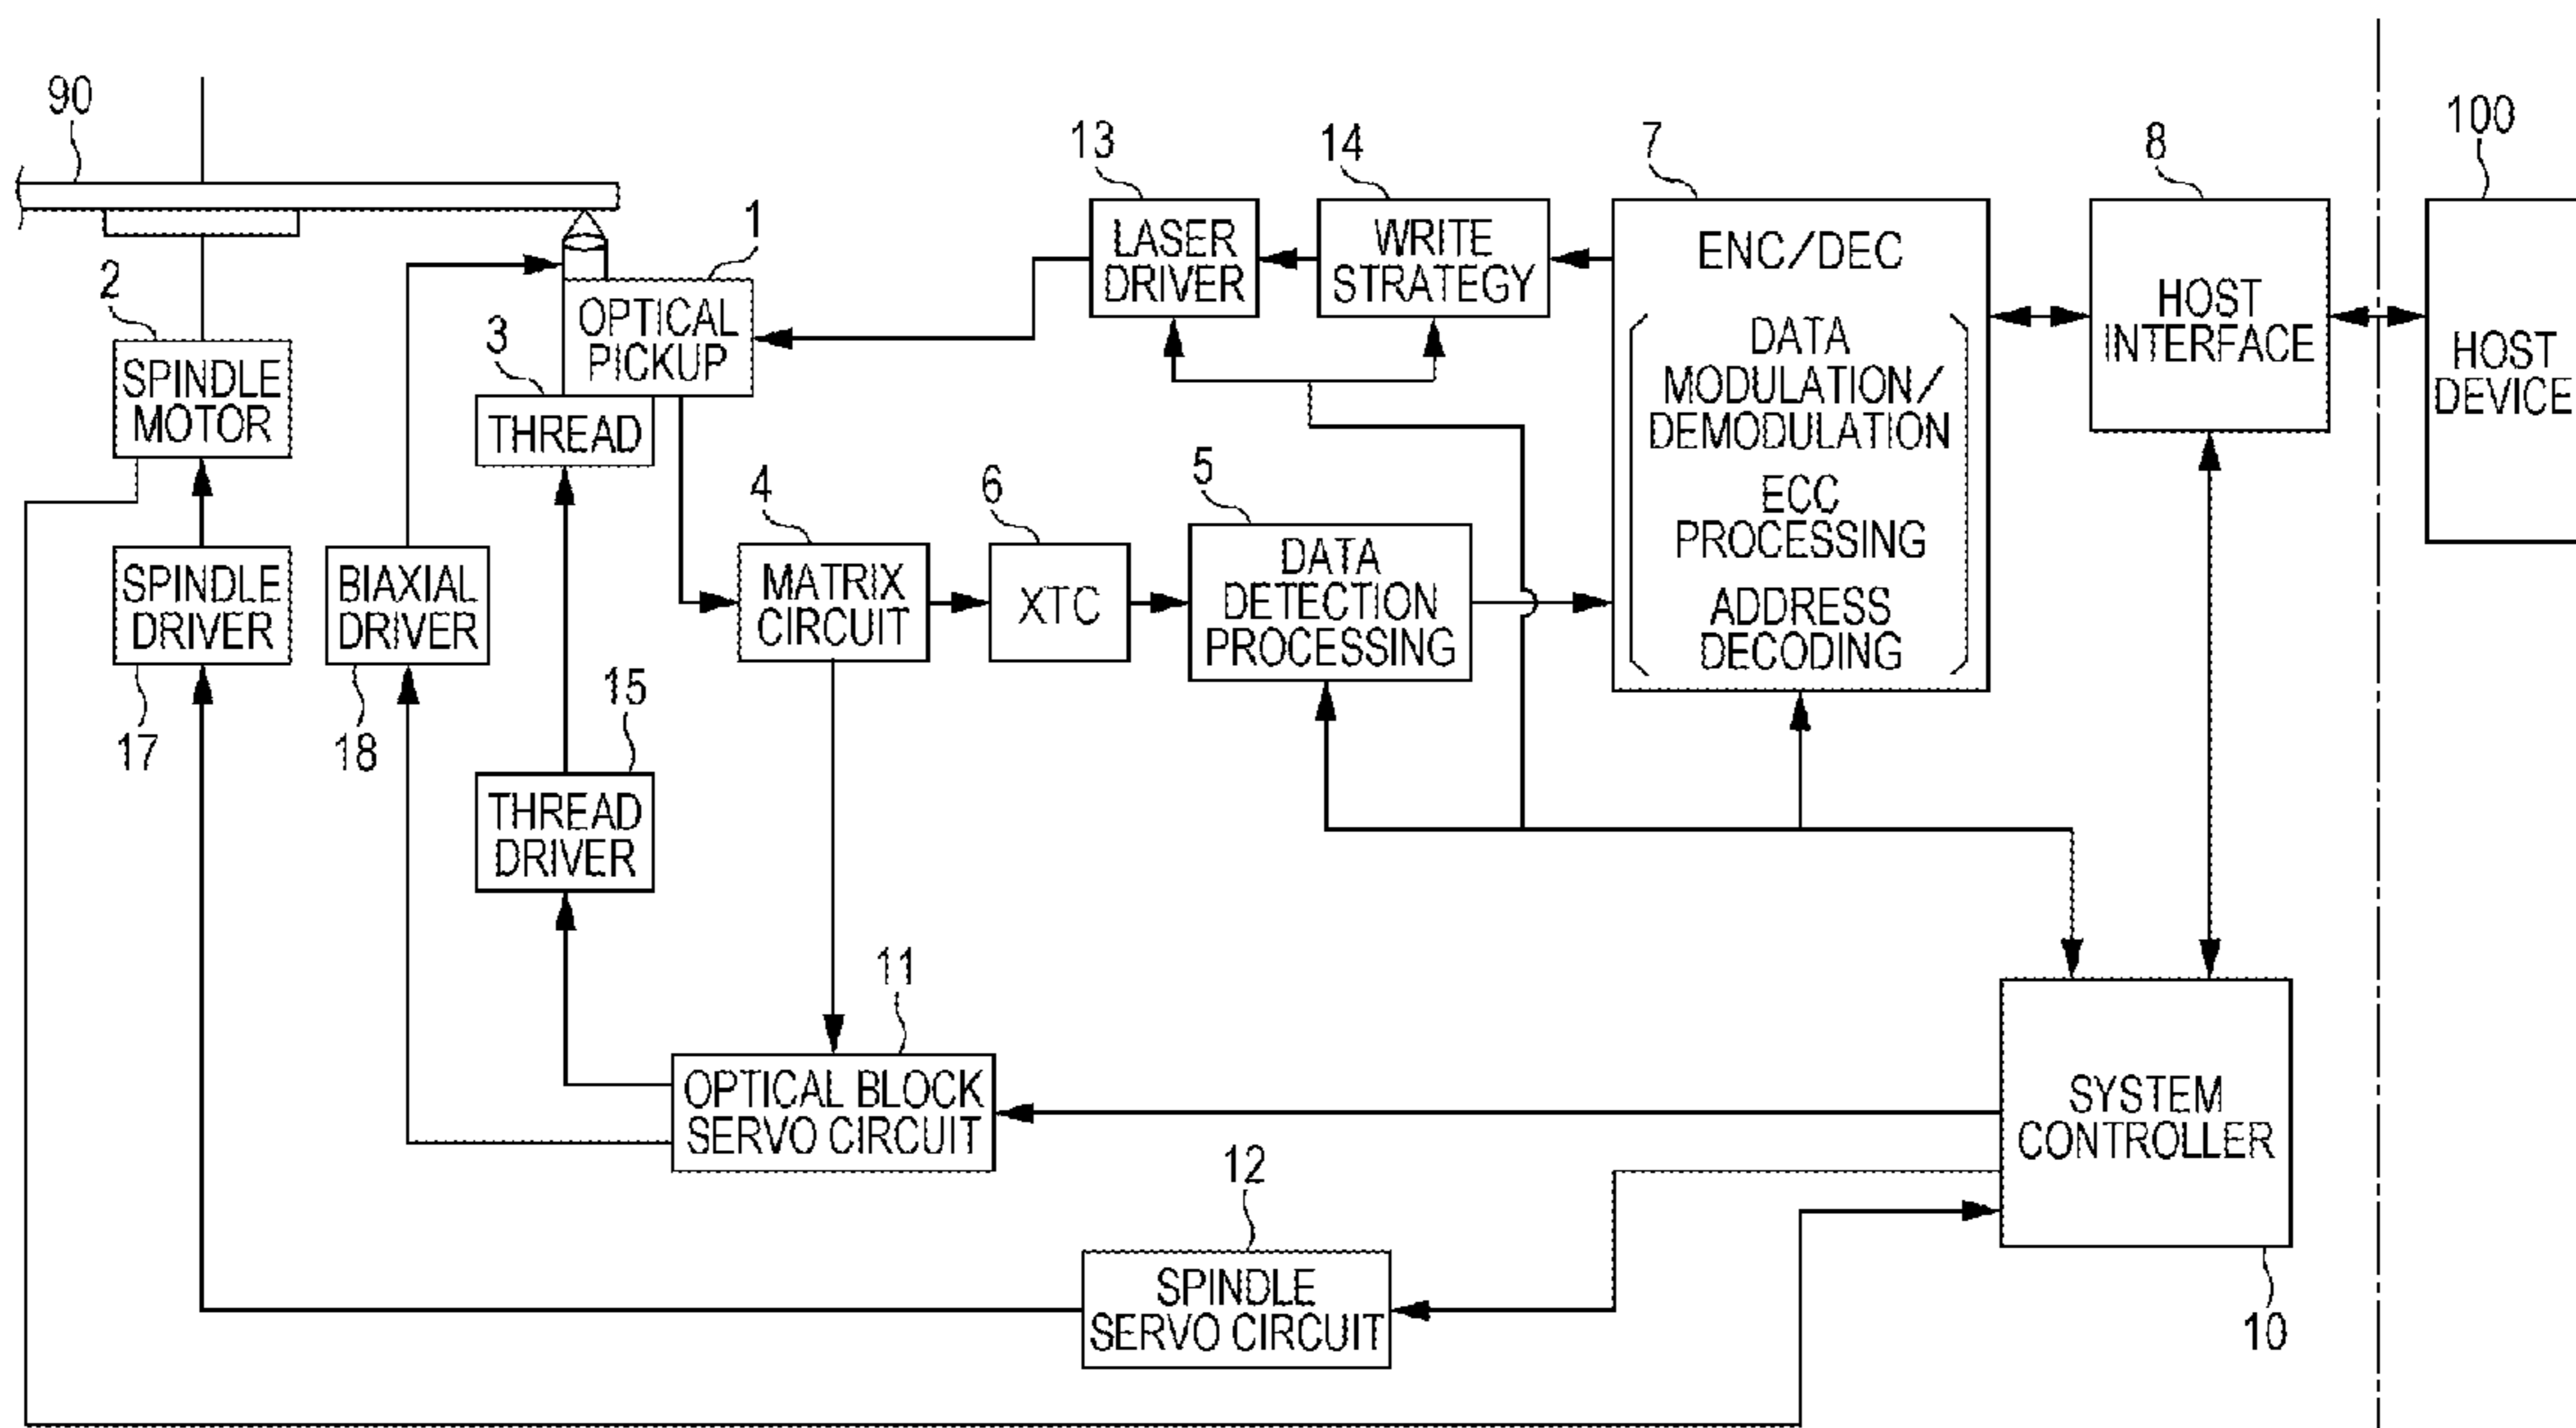 90
100
13
14
7
8
1
LASER
DRIVER
WRITE
STRATEGY
ENC/DEC
2
OPTICAL
PICKUP
HOST
INTERFACE
3
DATA
MODULATION/
DEMODULATION
HOST
DEVICE
SPINDLE
MOTOR
THREAD
4
6
5
ECC
PROCESSING
SPINDLE
DRIVER
BIAXIAL
DRIVER
MATRIX
CIRCUIT
XTC
DATA
DETECTION
PROCESSING
ADDRESS
DECODING
15
17
18
THREAD
DRIVER
11
OPTICAL BLOCK
SERVO CIRCUIT
SYSTEM
CONTROLLER
12
SPINDLE
SERVO CIRCUIT
10